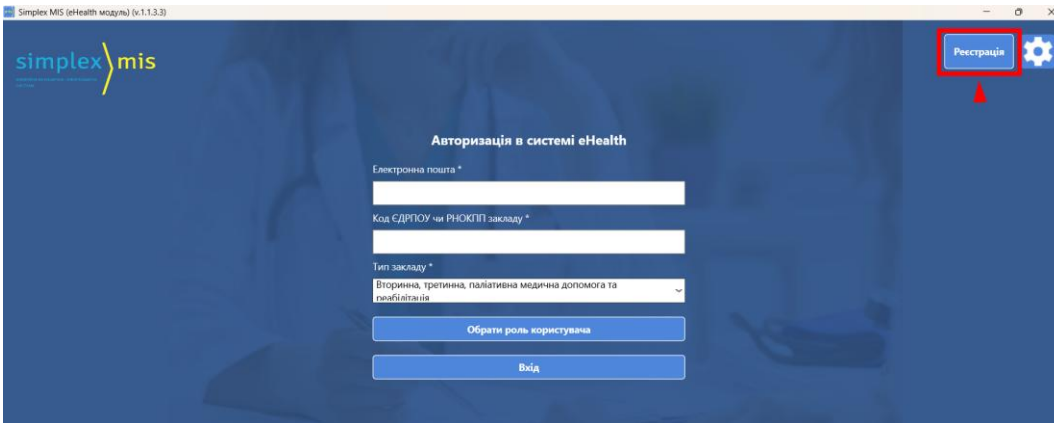 Simplex MIS (eHealth модуль) (v.1.1.3.3)
simplex mis
Реєстрація
Авторизація в системі eHealth
Електронна пошта *
Код ЄДРПОУ чи РНОКПП закладу *
Тип закладу *
Вторинна, третинна, паліативна медична допомога та
реабілітація
Обрати роль користувача
Вхід